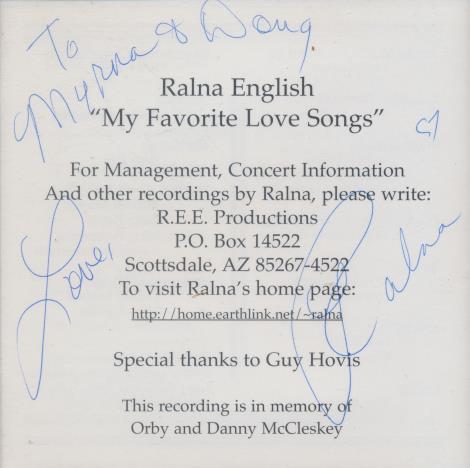 To
Myrna & Doug
Ralna English
"My Favorite Love Songs"
For Management, Concert Information
And other recordings by Ralna, please write:
R.E.E. Productions
P.O. Box 14522
Scottsdale, AZ 85267-4522
To visit Ralna's home page:
http://home.earthlink.net/~ralna
Love,
Ralna
Special thanks to Guy Hovis
This recording is in memory of
Orby and Danny McCleskey